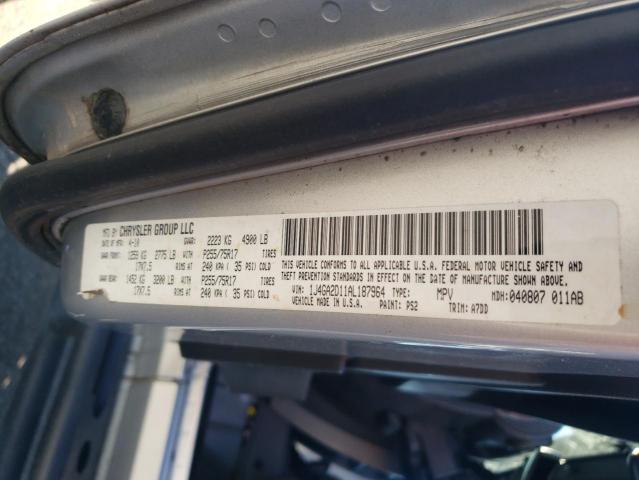 MFD BY CHRYSLER GROUP LLC
DATE OF MFR: 4-10 GVWR: 2223 KG 4900 LB
GAWR FRONT: 1259 KG 2775 LB WITH P255/75R17 TIRES
17X7.5 RIMS AT 240 KPA ( 35 PSI) COLD
GAWR REAR: 1452 KG 3200 LB WITH P255/75R17 TIRES
17X7.5 RIMS AT 240 KPA ( 35 PSI) COLD
THIS VEHICLE CONFORMS TO ALL APPLICABLE U.S.A. FEDERAL MOTOR VEHICLE SAFETY AND
THEFT PREVENTION STANDARDS IN EFFECT ON THE DATE OF MANUFACTURE SHOWN ABOVE
VIN: 1J4GA2D11AL187964 TYPE: MPV MDH: 040807 011AB
VEHICLE MADE IN U.S.A. PAINT: PS2 TRIM: A7DD